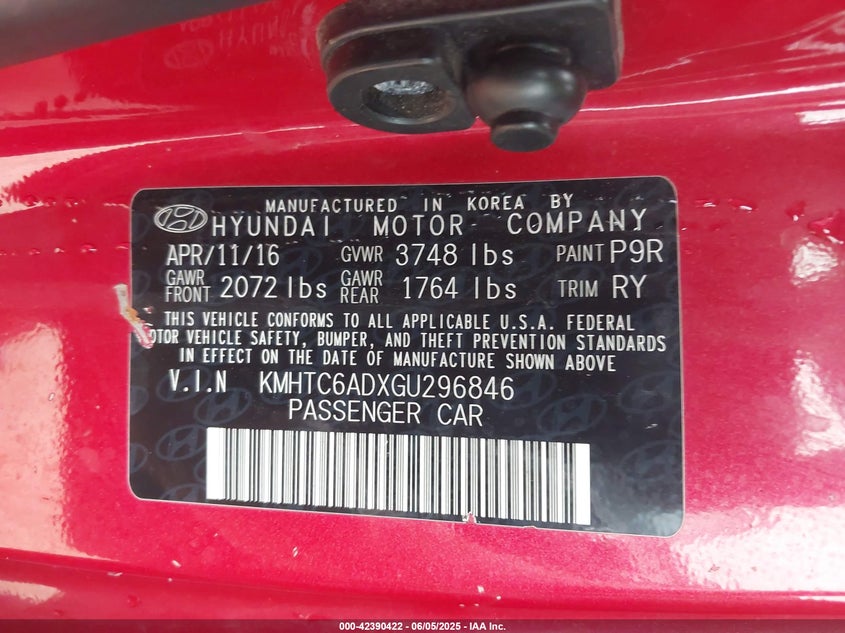 MANUFACTURED IN KOREA BY
HYUNDAI MOTOR COMPANY
APR/11/16 GVWR 3748 lbs PAINT P9R
GAWR FRONT 2072 lbs GAWR REAR 1764 lbs TRIM RY
THIS VEHICLE CONFORMS TO ALL APPLICABLE U.S.A. FEDERAL
MOTOR VEHICLE SAFETY, BUMPER, AND THEFT PREVENTION STANDARDS
IN EFFECT ON THE DATE OF MANUFACTURE SHOWN ABOVE
V.I.N KMHTC6ADXGU296846
PASSENGER CAR
000-42390422 - 06/05/2025 - IAA Inc.